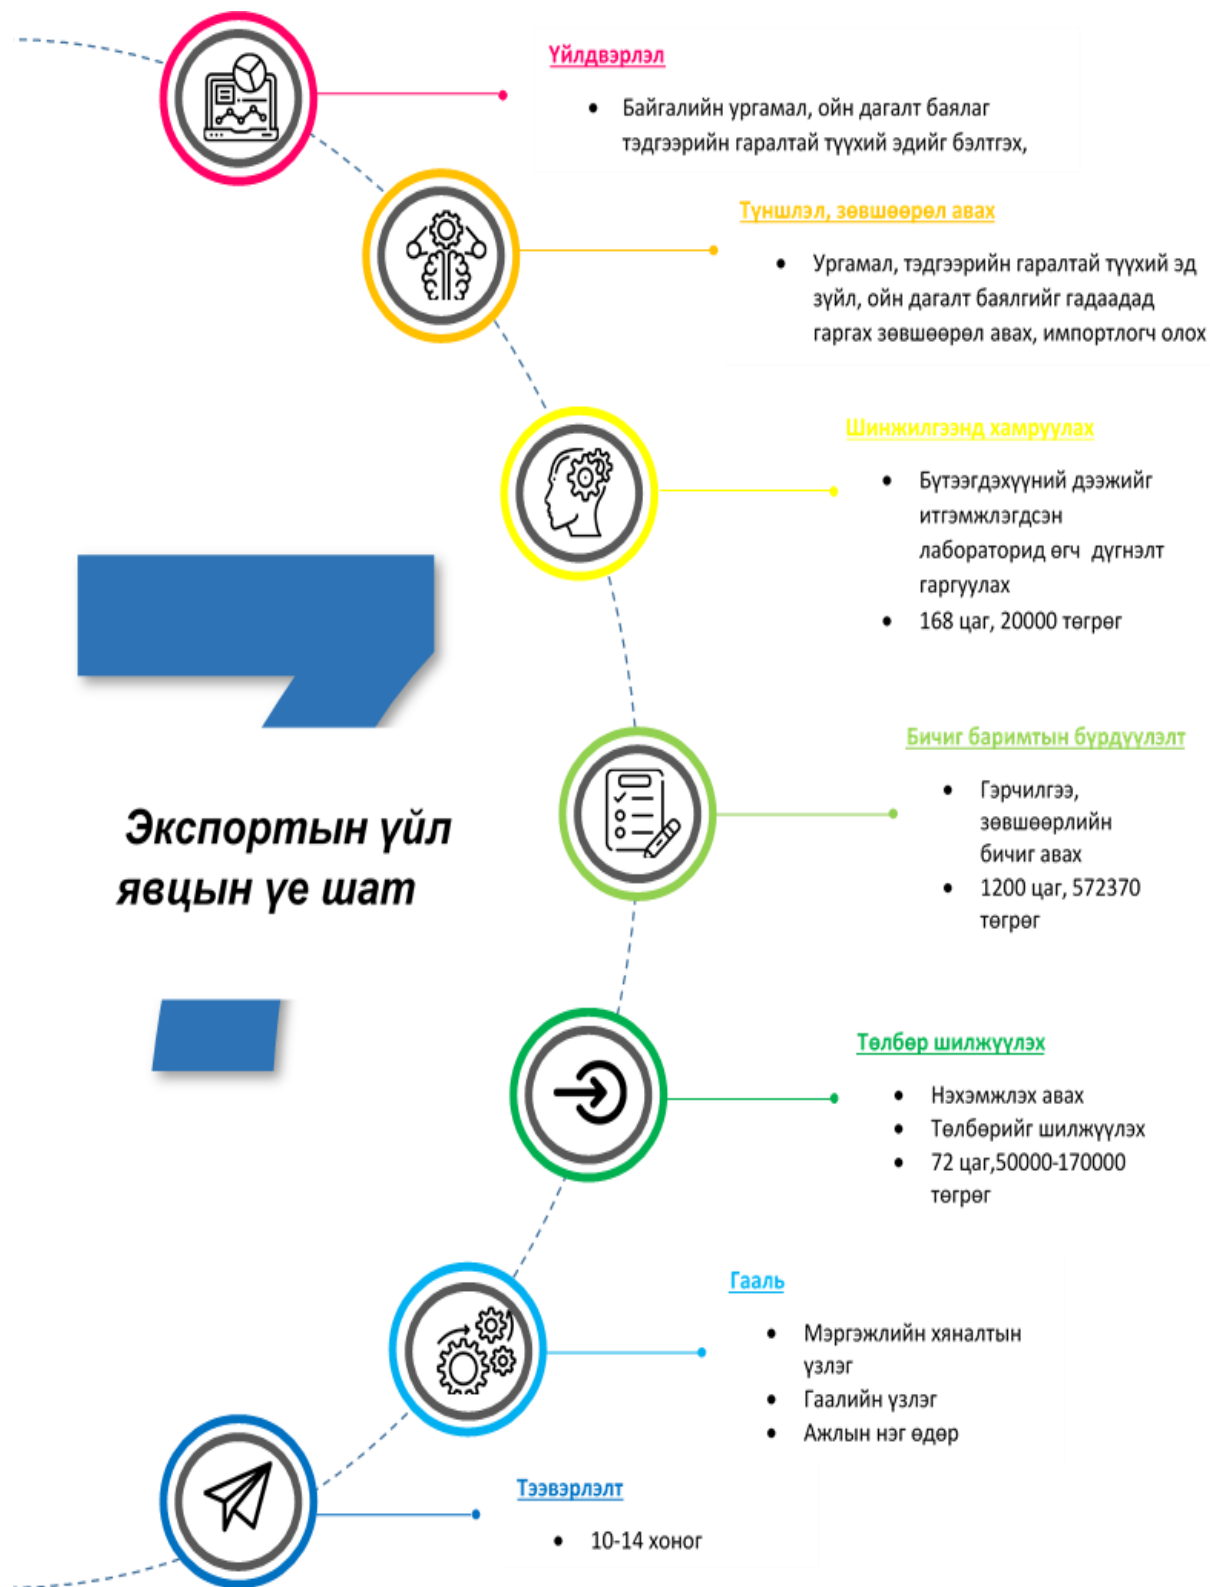 Үйлдвэрлэл
• Байгалийн ургамал, ойн дагалт баялаг
тэдгээрийн гаралтай түүхий эдийг бэлтгэх,
Түншлэл, зөвшөөрөл авах
• Ургамал, тэдгээрийн гаралтай түүхий эд
зүйл, ойн дагалт баялгийг гадаадад
гаргах зөвшөөрөл авах, импортлогч олох
Шинжилгээнд хамруулах
• Бүтээгдэхүүний дээжийг
итгэмжлэгдсэн
лабораторид өгч дүгнэлт
гаргуулах
• 168 цаг, 20000 төгрөг
Экспортын үйл
явцын үе шат
Бичиг баримтын бүрдүүлэлт
• Гэрчилгээ,
зөвшөөрлийн
бичиг авах
• 1200 цаг, 572370
төгрөг
Төлбөр шилжүүлэх
• Нэхэмжлэх авах
• Төлбөрийг шилжүүлэх
• 72 цаг,50000-170000
төгрөг
Гааль
• Мэргэжлийн хяналтын
үзлэг
• Гаалийн үзлэг
• Ажлын нэг өдөр
Тээвэрлэлт
• 10-14 хоног